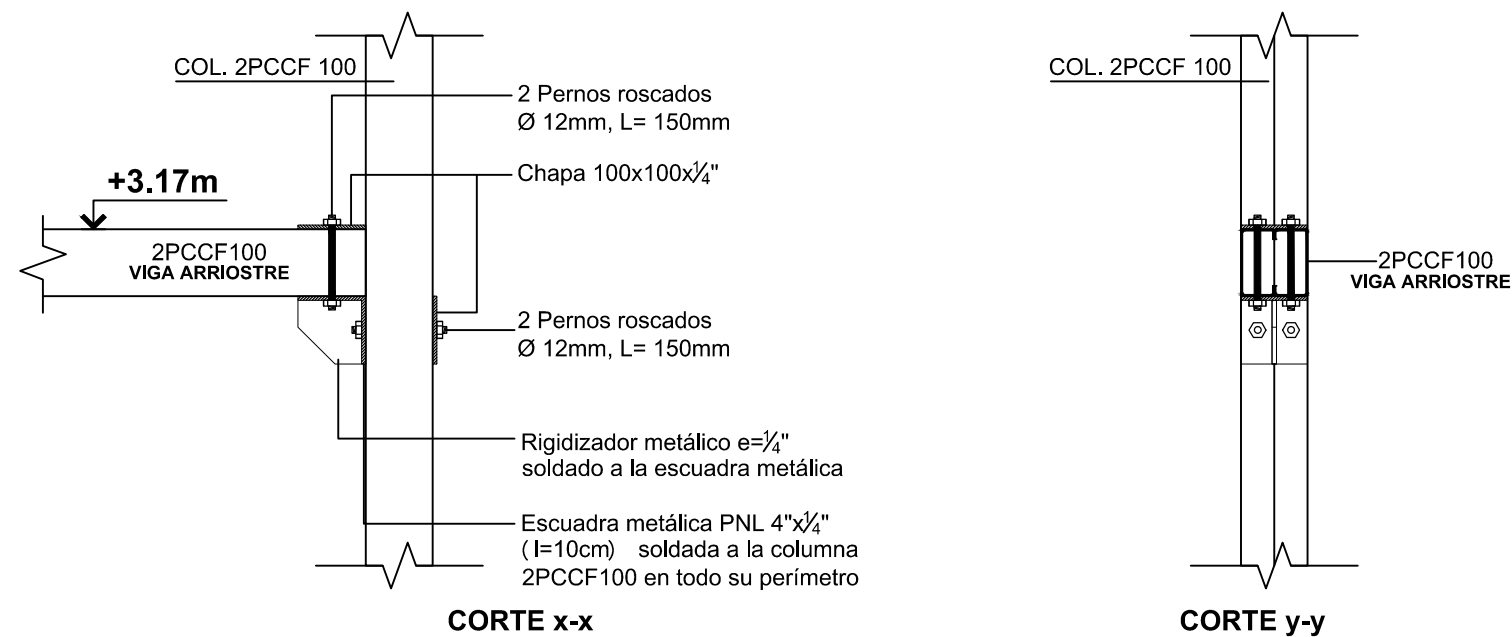 COL. 2PCCF 100
2 Pernos roscados
Ø 12mm, L= 150mm
Chapa 100x100x¼"
+3.17m
2PCCF100
VIGA ARRIOSTRE
2 Pernos roscados
Ø 12mm, L= 150mm
Rigidizador metálico e=¼"
soldado a la escuadra metálica
Escuadra metálica PNL 4"x¼"
(l=10cm) soldada a la columna
2PCCF100 en todo su perímetro
CORTE x-x
COL. 2PCCF 100
2PCCF100
VIGA ARRIOSTRE
CORTE y-y